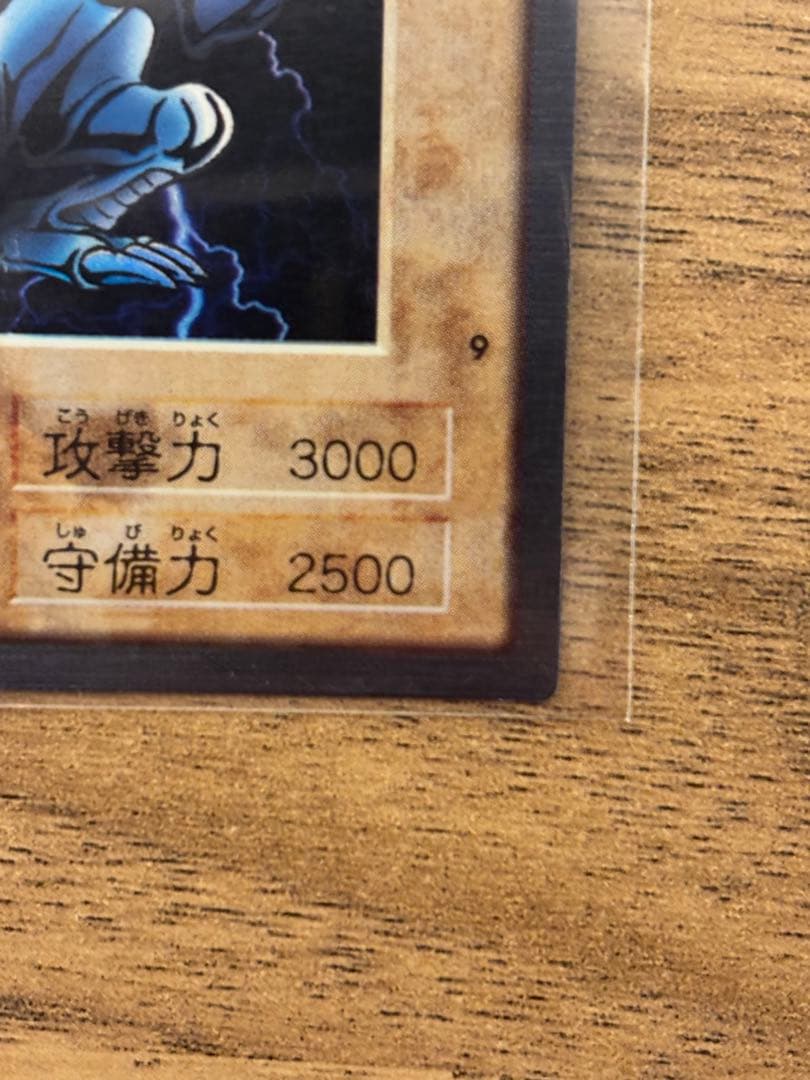 9
こう げき りょく
攻撃力 3000
しゅ び りょく
守備力 2500